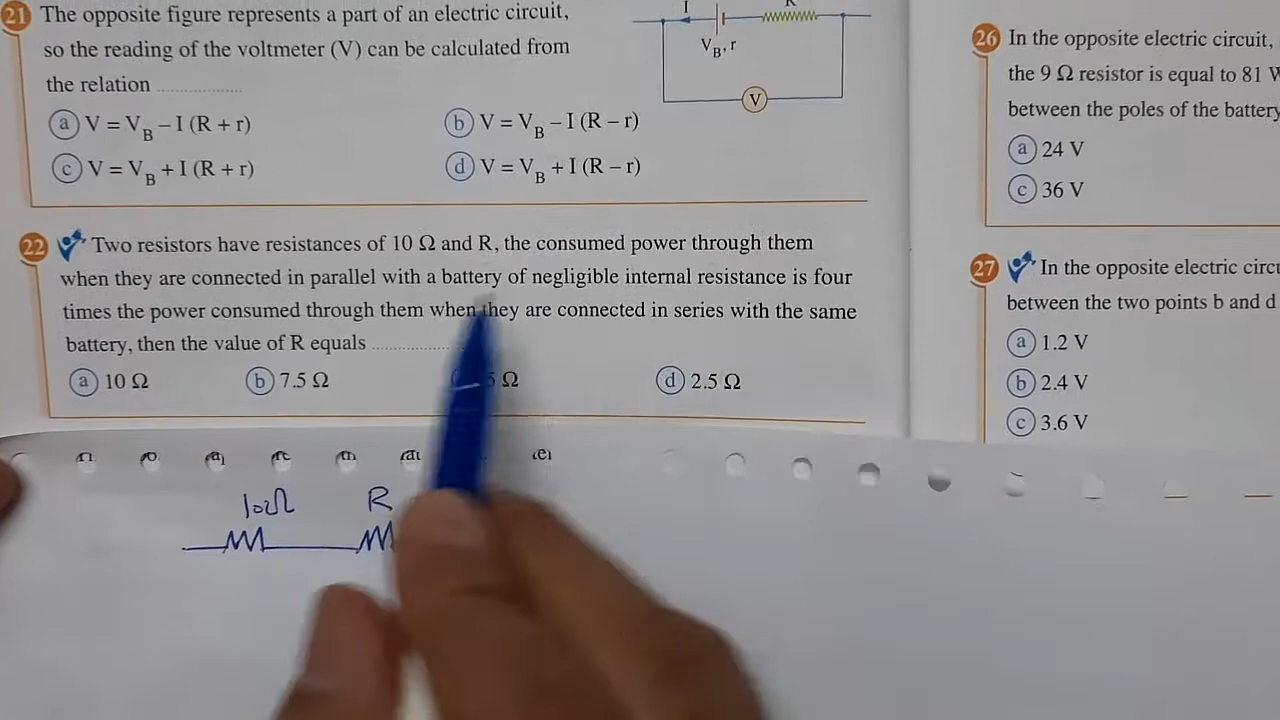 21 The opposite figure represents a part of an electric circuit,
so the reading of the voltmeter (V) can be calculated from
the relation ....................
I
R
V_B, r
V
a V = V_B – I (R + r)
b V = V_B – I (R – r)
c V = V_B + I (R + r)
d V = V_B + I (R – r)
22 Two resistors have resistances of 10 Ω and R, the consumed power through them
when they are connected in parallel with a battery of negligible internal resistance is four
times the power consumed through them when they are connected in series with the same
battery, then the value of R equals ....................
a 10 Ω
b 7.5 Ω
5 Ω
d 2.5 Ω
10Ω
R
26 In the opposite electric circuit,
the 9 Ω resistor is equal to 81 W
between the poles of the battery
a 24 V
c 36 V
27 In the opposite electric
between the two points b and d
a 1.2 V
b 2.4 V
c 3.6 V